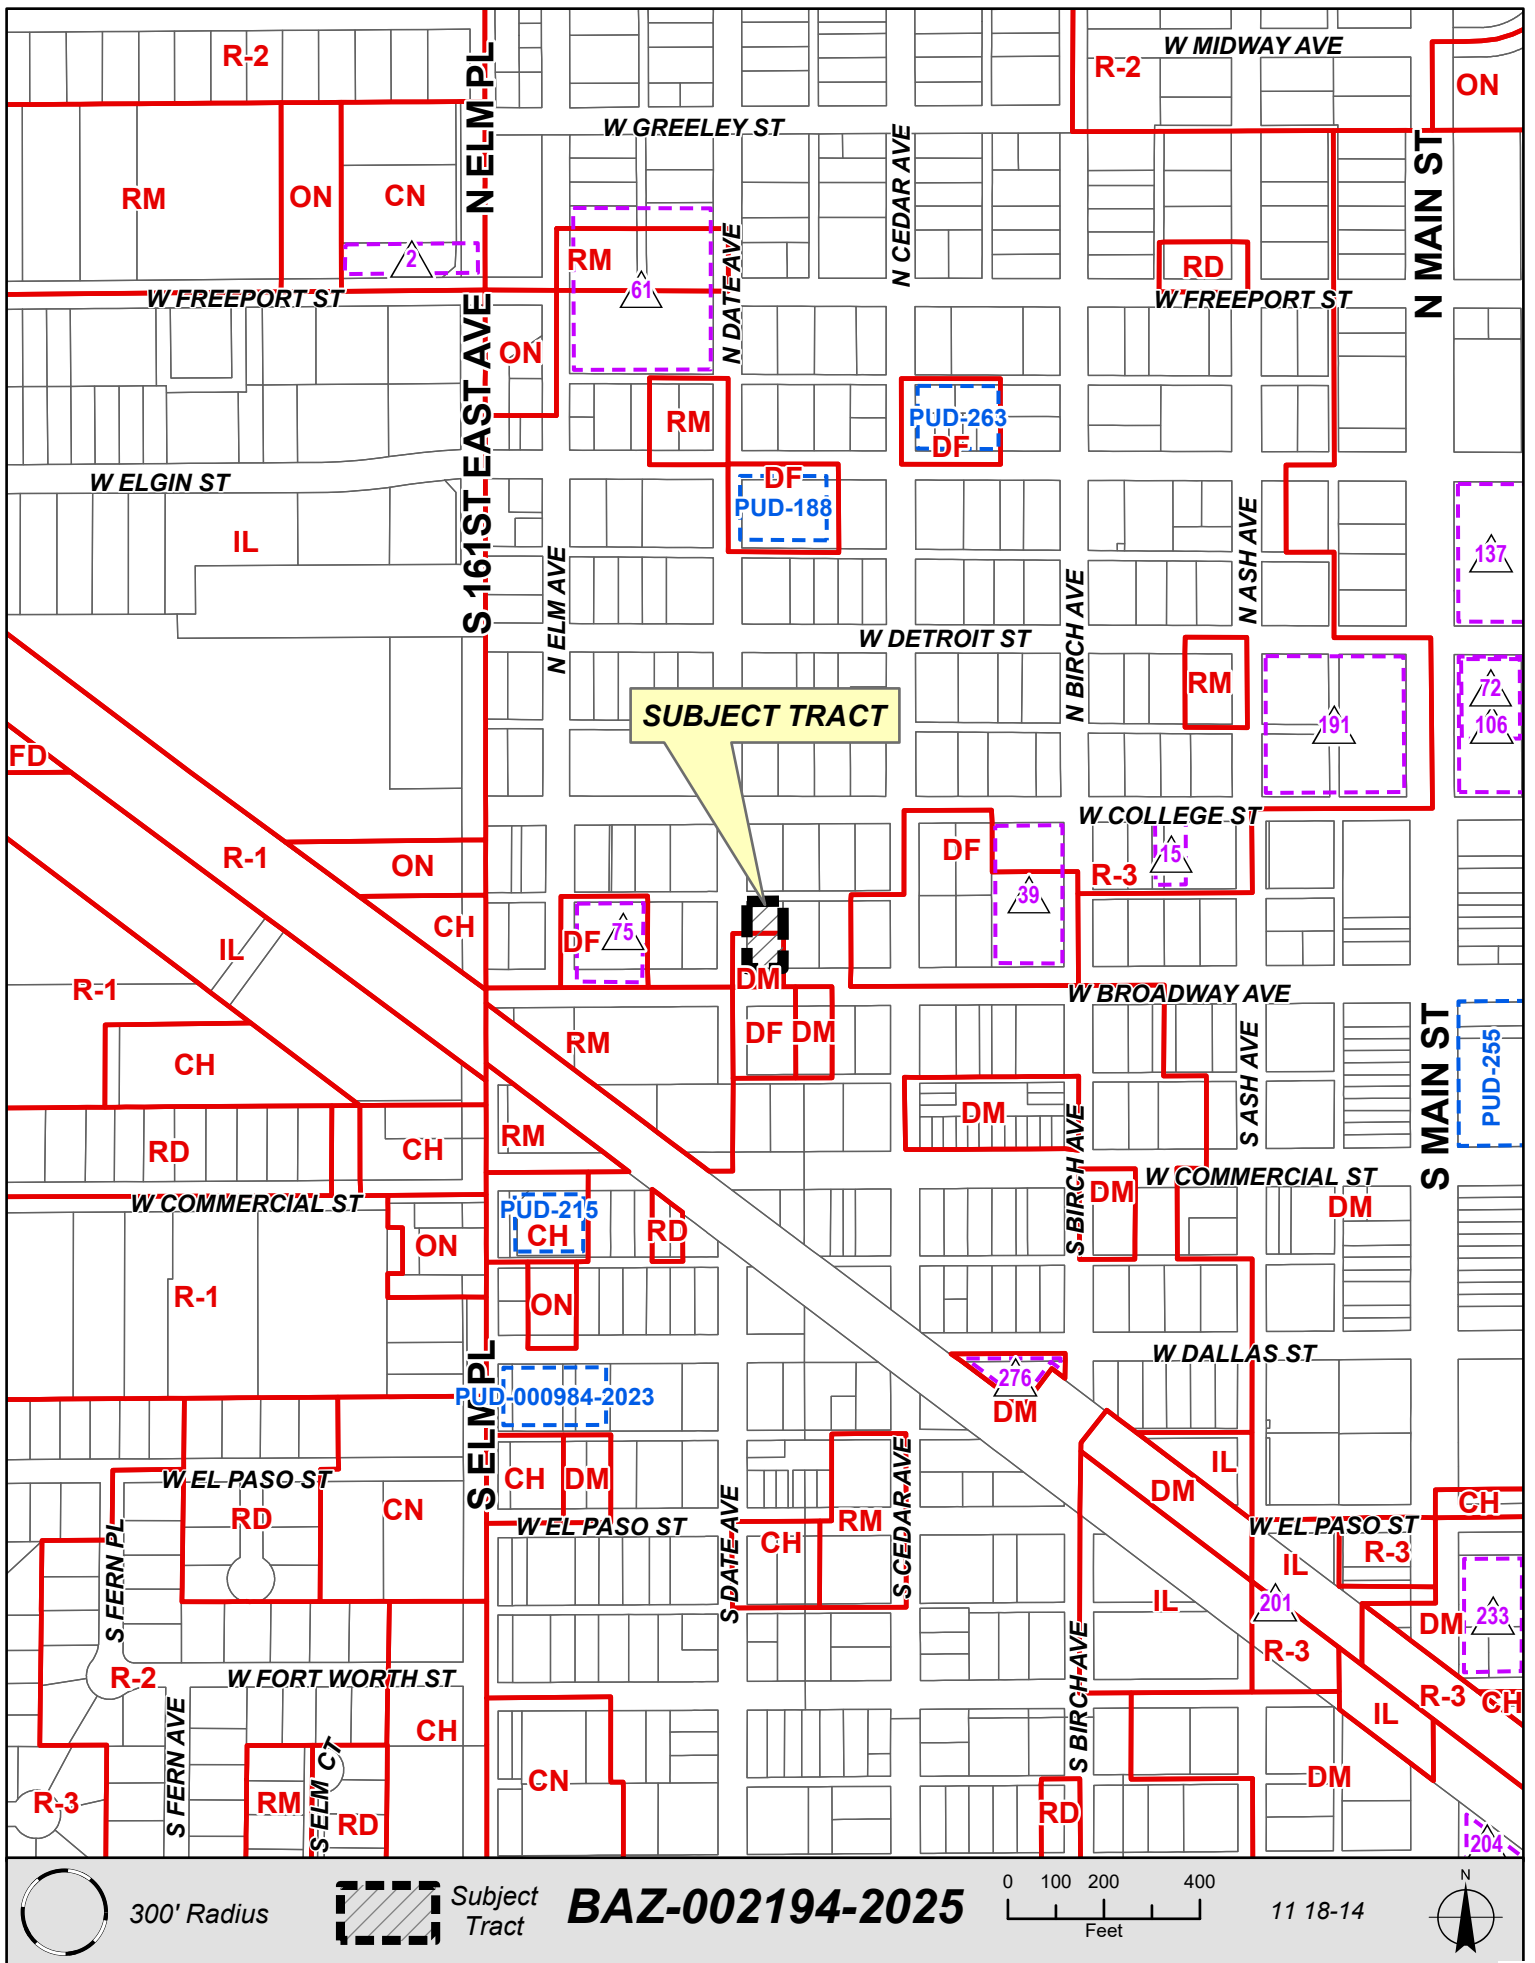 R-2
W MIDWAY AVE
R-2
ON
N ELM PL
W GREELEY ST
N CEDAR AVE
N MAIN ST
RM
ON
CN
2
RM
61
N DATE AVE
RD
W FREEPORT ST
W FREEPORT ST
S 161ST EAST AVE
ON
RM
PUD-263
DF
W ELGIN ST
DF
PUD-188
IL
N ELM AVE
N BIRCH AVE
N ASH AVE
137
W DETROIT ST
RM
72
106
191
SUBJECT TRACT
FD
W COLLEGE ST
R-1
ON
DF
15
R-3
39
CH
DF
75
IL
DM
R-1
W BROADWAY AVE
RM
DF
DM
CH
S ASH AVE
S MAIN ST
PUD-255
DM
RM
RD
CH
S BIRCH AVE
W COMMERCIAL ST
W COMMERCIAL ST
DM
DM
PUD-215
CH
RD
ON
R-1
ON
S ELM PL
W DALLAS ST
276
DM
PUD-000984-2023
CH
DM
S CEDAR AVE
IL
DM
W EL PASO ST
RD
CN
S DATE AVE
CH
W EL PASO ST
RM
CH
W EL PASO ST
R-3
IL
S FERN PL
IL
201
DM
233
R-3
S BIRCH AVE
R-2
W FORT WORTH ST
R-3
CH
IL
S FERN AVE
CH
S ELM CT
CN
DM
R-3
RM
RD
RD
204
300' Radius
Subject
Tract
BAZ-002194-2025
0 100 200 400
Feet
11 18-14
N